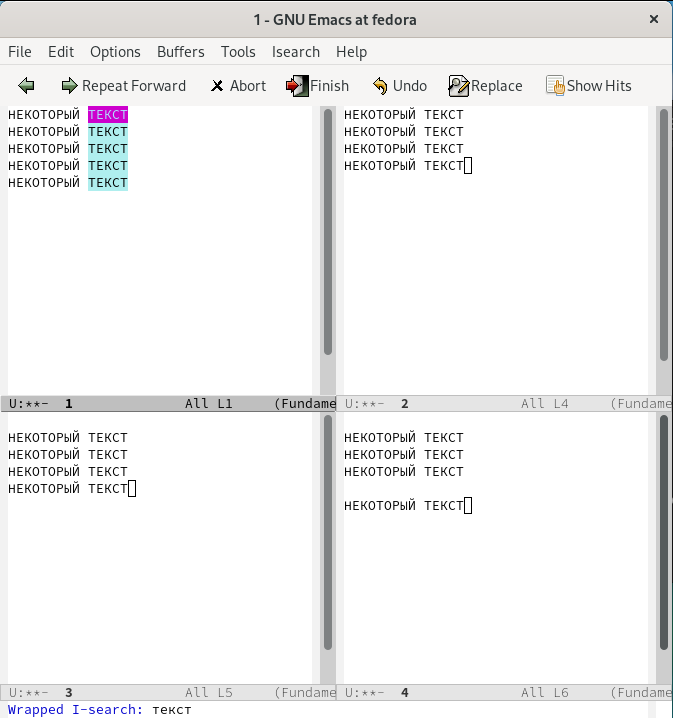 1 - GNU Emacs at fedora ×
File Edit Options Buffers Tools Isearch Help
Repeat Forward Abort Finish Undo Replace Show Hits
НЕКОТОРЫЙ ТЕКСТ
НЕКОТОРЫЙ ТЕКСТ
НЕКОТОРЫЙ ТЕКСТ
НЕКОТОРЫЙ ТЕКСТ
НЕКОТОРЫЙ ТЕКСТ
U:**- 1 All L1 (Fundame
НЕКОТОРЫЙ ТЕКСТ
НЕКОТОРЫЙ ТЕКСТ
НЕКОТОРЫЙ ТЕКСТ
НЕКОТОРЫЙ ТЕКСТ
U:**- 2 All L4 (Fundame
НЕКОТОРЫЙ ТЕКСТ
НЕКОТОРЫЙ ТЕКСТ
НЕКОТОРЫЙ ТЕКСТ
НЕКОТОРЫЙ ТЕКСТ
U:**- 3 All L5 (Fundame
НЕКОТОРЫЙ ТЕКСТ
НЕКОТОРЫЙ ТЕКСТ
НЕКОТОРЫЙ ТЕКСТ
НЕКОТОРЫЙ ТЕКСТ
U:**- 4 All L6 (Fundame
Wrapped I-search: текст